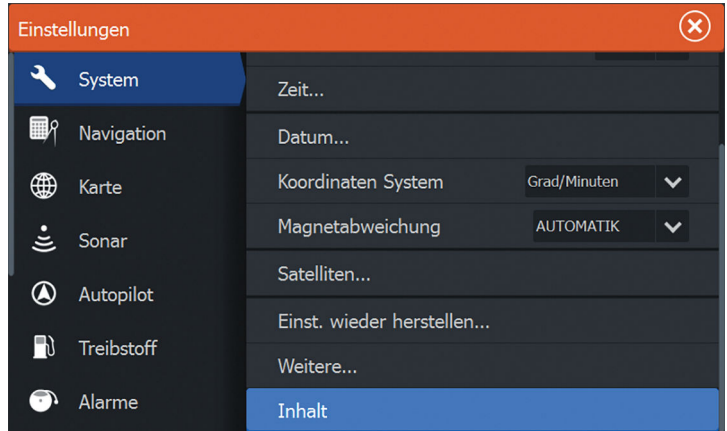 Einstellungen
System
Navigation
Karte
Sonar
Autopilot
Treibstoff
Alarme
Zeit...
Datum...
Koordinaten System Grad/Minuten
Magnetabweichung AUTOMATIK
Satelliten...
Einst. wieder herstellen...
Weitere...
Inhalt